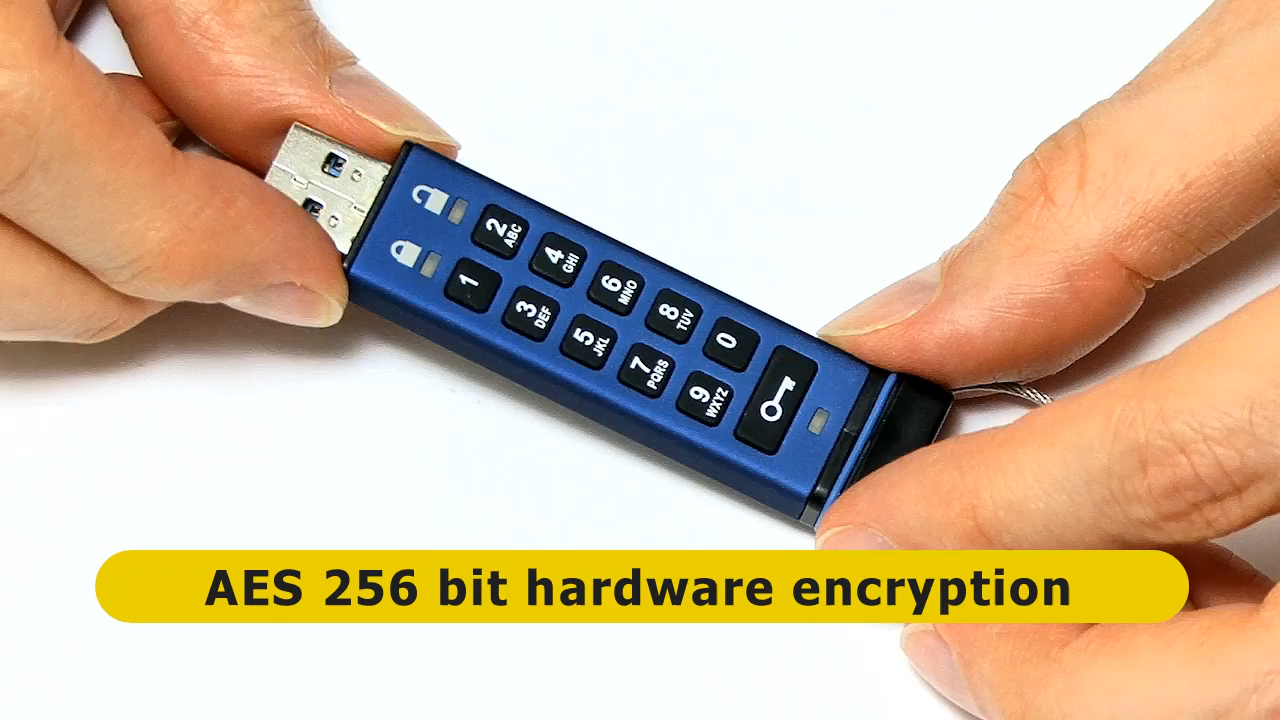 2 ABC
4 GHI
6 MNO
8 TUV
0
1
3 DEF
5 JKL
7 PQRS
9 WXYZ
AES 256 bit hardware encryption